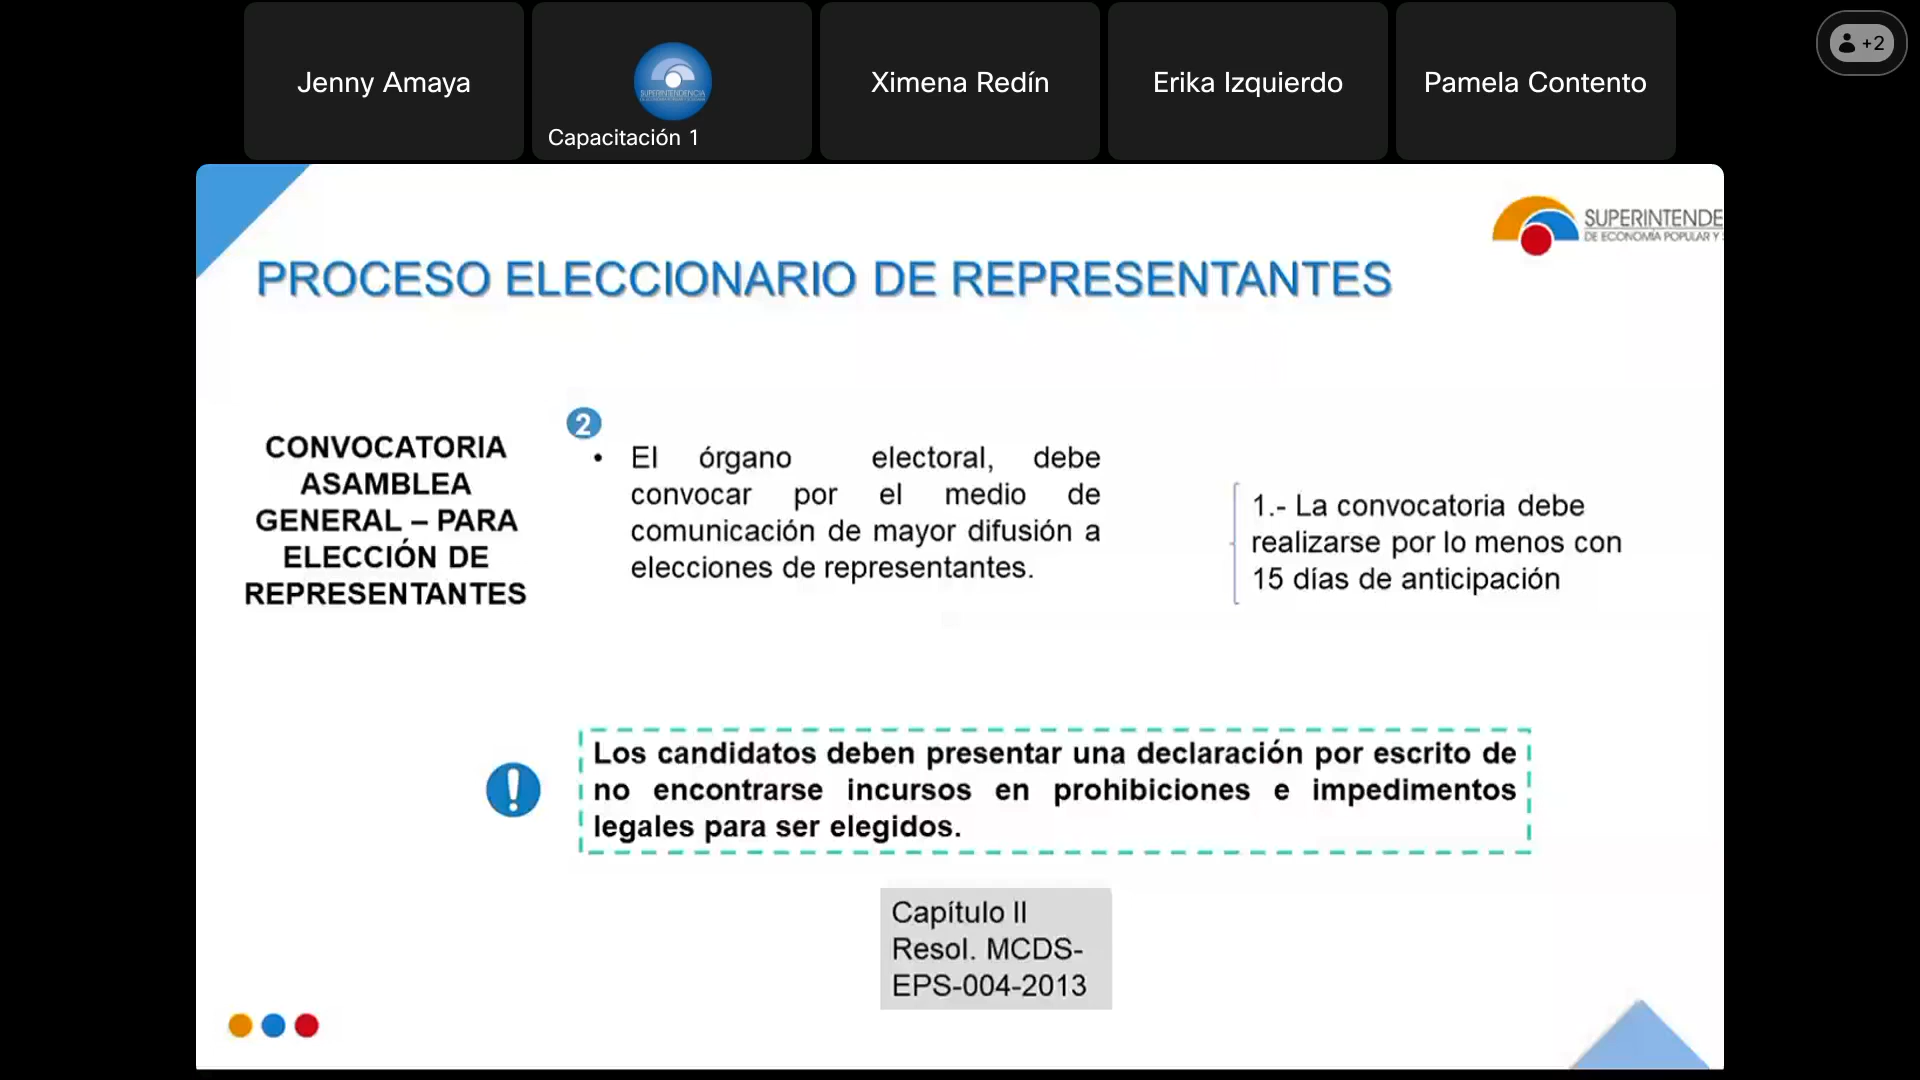 Jenny Amaya
Capacitación 1
Ximena Redín
Erika Izquierdo
Pamela Contento
+2
SUPERINTENDE
DE ECONOMÍA POPULAR Y
PROCESO ELECCIONARIO DE REPRESENTANTES
CONVOCATORIA
ASAMBLEA
GENERAL – PARA
ELECCIÓN DE
REPRESENTANTES
2
• El órgano electoral, debe
convocar por el medio de
comunicación de mayor difusión a
elecciones de representantes.
1.- La convocatoria debe
realizarse por lo menos con
15 días de anticipación
!
Los candidatos deben presentar una declaración por escrito de
no encontrarse incursos en prohibiciones e impedimentos
legales para ser elegidos.
Capítulo II
Resol. MCDS-
EPS-004-2013